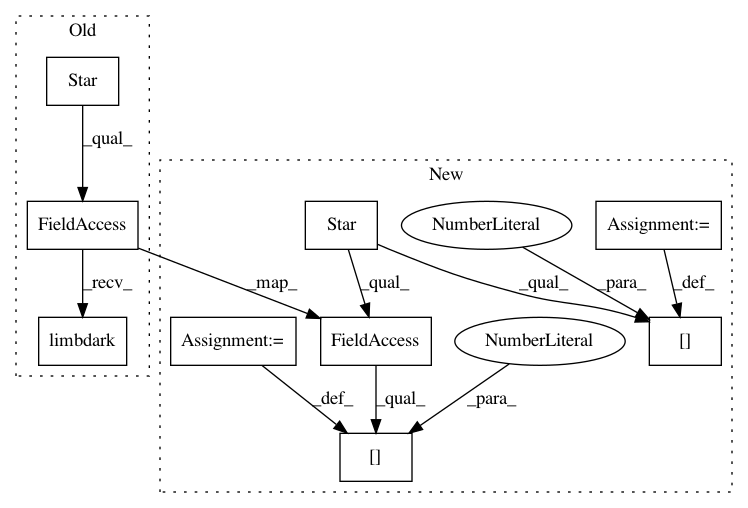 Old
Star
_qual_
New
FieldAccess
Star
NumberLiteral
Assignment:=
_recv_
_map_
_qual_
_qual_
_para_
_def_
limbdark
Assignment:=
FieldAccess
NumberLiteral
[]
_def_
_qual_
_para_
[]